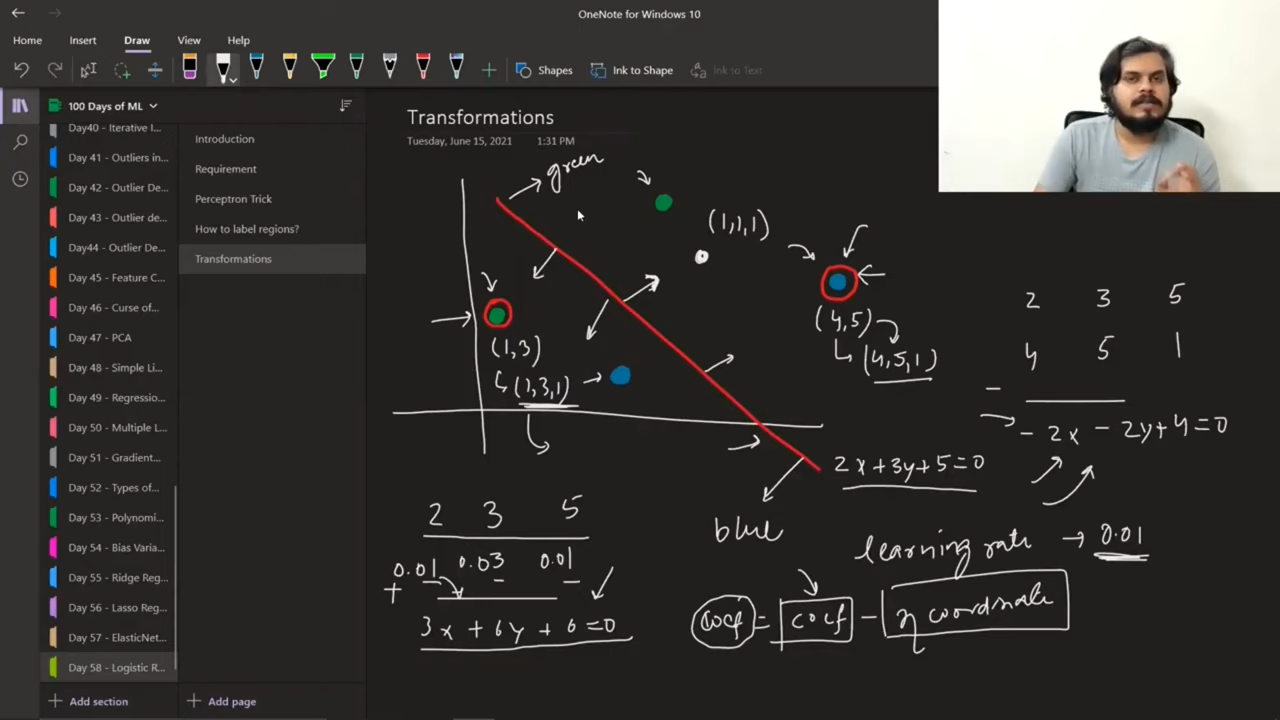 OneNote for Windows 10
Home Insert Draw View Help
Shapes Ink to Shape Ink to Text
100 Days of ML
Day40 - Iterative I...
Day 41 - Outliers in...
Day 42 - Outlier De...
Day 43 - Outlier de...
Day44 - Outlier Det...
Day 45 - Feature C...
Day 46 - Curse of...
Day 47 - PCA
Day 48 - Simple Li...
Day 49 - Regressio...
Day 50 - Multiple L...
Day 51 - Gradient...
Day 52 - Types of...
Day 53 - Polynomi...
Day 54 - Bias Varia...
Day 55 - Ridge Reg...
Day 56 - Lasso Reg...
Day 57 - ElasticNet...
Day 58 - Logistic R...
Add section
Introduction
Requirement
Perceptron Trick
How to label regions?
Transformations
Add page
Transformations
Tuesday, June 15, 2021 1:31 PM
green
(1,1,1)
(4,5)
(4,5,1)
(1,3)
(1,3,1)
2x+3y+5=0
blue
2 3 5
4 5 1
-
- 2x - 2y+4=0
2 3 5
0.01 0.03 0.01
+
3x + 6y + 6 =0
learning rate → 0.01
coef = coef - η coordinate